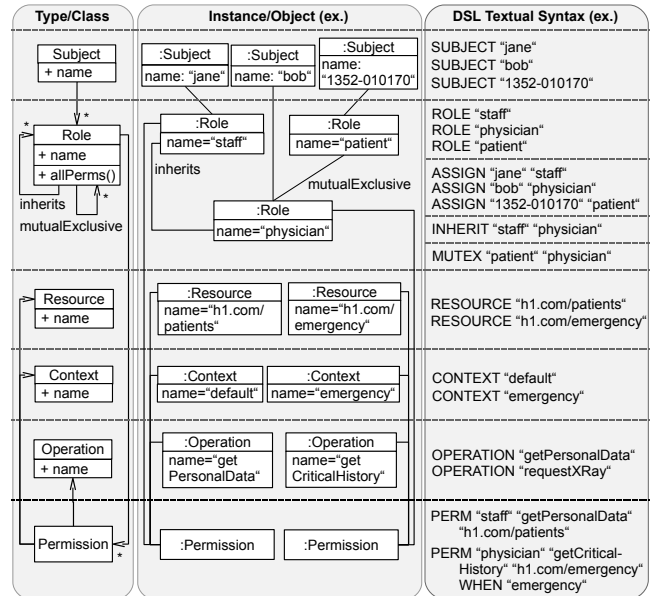 Type/Class
Instance/Object (ex.)
DSL Textual Syntax (ex.)
Subject
+ name
:Subject
name: “jane“
:Subject
name: “bob“
:Subject
name:
“1352-010170“
SUBJECT “jane“
SUBJECT “bob“
SUBJECT “1352-010170“
*
*
Role
+ name
+ allPerms()
*
inherits
mutualExclusive
:Role
name=“staff“
inherits
:Role
name=“patient“
mutualExclusive
:Role
name=“physician“
ROLE “staff“
ROLE “physician“
ROLE “patient“
ASSIGN “jane“ “staff“
ASSIGN “bob“ “physician“
ASSIGN “1352-010170“ “patient“
INHERIT “staff“ “physician“
MUTEX “patient“ “physician“
Resource
+ name
:Resource
name=“h1.com/
patients“
:Resource
name=“h1.com/
emergency“
RESOURCE “h1.com/patients“
RESOURCE “h1.com/emergency“
Context
+ name
:Context
name=“default“
:Context
name=“emergency“
CONTEXT “default“
CONTEXT “emergency“
Operation
+ name
:Operation
name=“get
PersonalData“
:Operation
name=“get
CriticalHistory“
OPERATION “getPersonalData“
OPERATION “requestXRay“
Permission
*
:Permission
:Permission
PERM “staff“ “getPersonalData“
“h1.com/patients“
PERM “physician“ “getCritical-
History“ “h1.com/emergency“
WHEN “emergency“